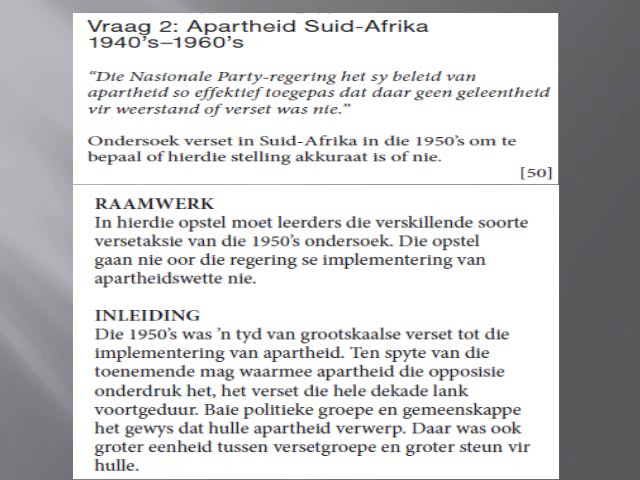 Vraag 2: Apartheid Suid-Afrika
1940’s–1960’s
“Die Nasionale Party-regering het sy beleid van
apartheid so effektief toegepas dat daar geen geleentheid
vir weerstand of verset was nie.”
Ondersoek verset in Suid-Afrika in die 1950’s om te
bepaal of hierdie stelling akkuraat is of nie.
[50]
RAAMWERK
In hierdie opstel moet leerders die verskillende soorte
versetaksie van die 1950’s ondersoek. Die opstel
gaan nie oor die regering se implementering van
apartheidswette nie.
INLEIDING
Die 1950’s was ’n tyd van grootskaalse verset tot die
implementering van apartheid. Ten spyte van die
toenemende mag waarmee apartheid die opposisie
onderdruk het, het verset die hele dekade lank
voortgeduur. Baie politieke groepe en gemeenskappe
het gewys dat hulle apartheid verwerp. Daar was ook
groter eenheid tussen versetgroepe en groter steun vir
hulle.